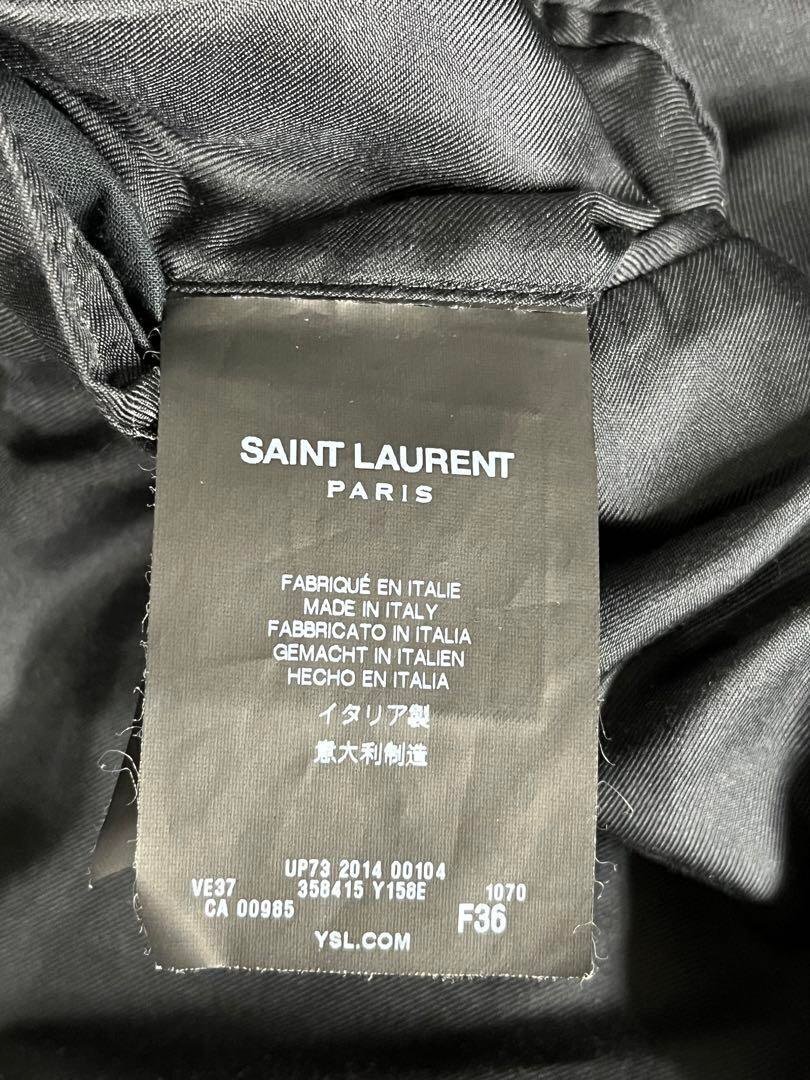 SAINT LAURENT
PARIS
FABRIQUÉ EN ITALIE
MADE IN ITALY
FABBRICATO IN ITALIA
GEMACHT IN ITALIEN
HECHO EN ITALIA
イタリア製
意大利制造
UP73 2014 00104
VE37 358415 Y158E 1070
CA 00985 F36
YSL.COM